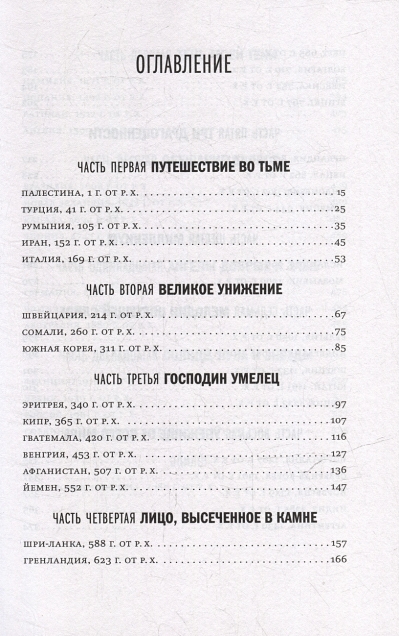 ОГЛАВЛЕНИЕ
ЧАСТЬ ПЕРВАЯ ПУТЕШЕСТВИЕ ВО ТЬМЕ
ПАЛЕСТИНА, 1 Г. ОТ Р. Х. 15
ТУРЦИЯ, 41 Г. ОТ Р. Х. 25
РУМЫНИЯ, 105 Г. ОТ Р. Х. 35
ИРАН, 152 Г. ОТ Р. Х. 45
ИТАЛИЯ, 169 Г. ОТ Р. Х. 53
ЧАСТЬ ВТОРАЯ ВЕЛИКОЕ УНИЖЕНИЕ
ШВЕЙЦАРИЯ, 214 Г. ОТ Р. Х. 67
СОМАЛИ, 260 Г. ОТ Р. Х. 75
ЮЖНАЯ КОРЕЯ, 311 Г. ОТ Р. Х. 85
ЧАСТЬ ТРЕТЬЯ ГОСПОДИН УМЕЛЕЦ
ЭРИТРЕЯ, 340 Г. ОТ Р. Х. 97
КИПР, 365 Г. ОТ Р. Х. 107
ГВАТЕМАЛА, 420 Г. ОТ Р. Х. 116
ВЕНГРИЯ, 453 Г. ОТ Р. Х. 127
АФГАНИСТАН, 507 Г. ОТ Р. Х. 136
ЙЕМЕН, 552 Г. ОТ Р. Х. 147
ЧАСТЬ ЧЕТВЕРТАЯ ЛИЦО, ВЫСЕЧЕННОЕ В КАМНЕ
ШРИ-ЛАНКА, 588 Г. ОТ Р. Х. 157
ГРЕНЛАНДИЯ, 623 Г. ОТ Р. Х. 166